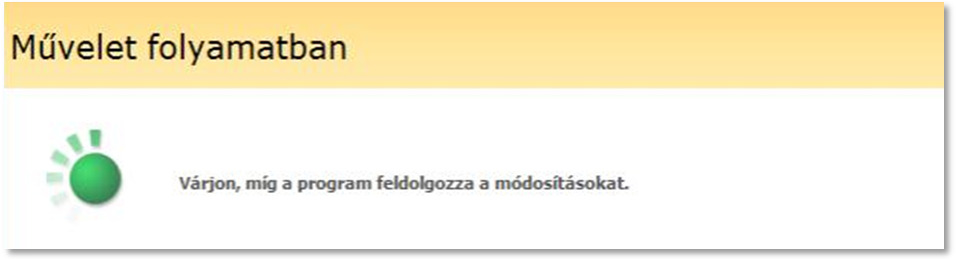 Művelet folyamatban
Várjon, míg a program feldolgozza a módosításokat.